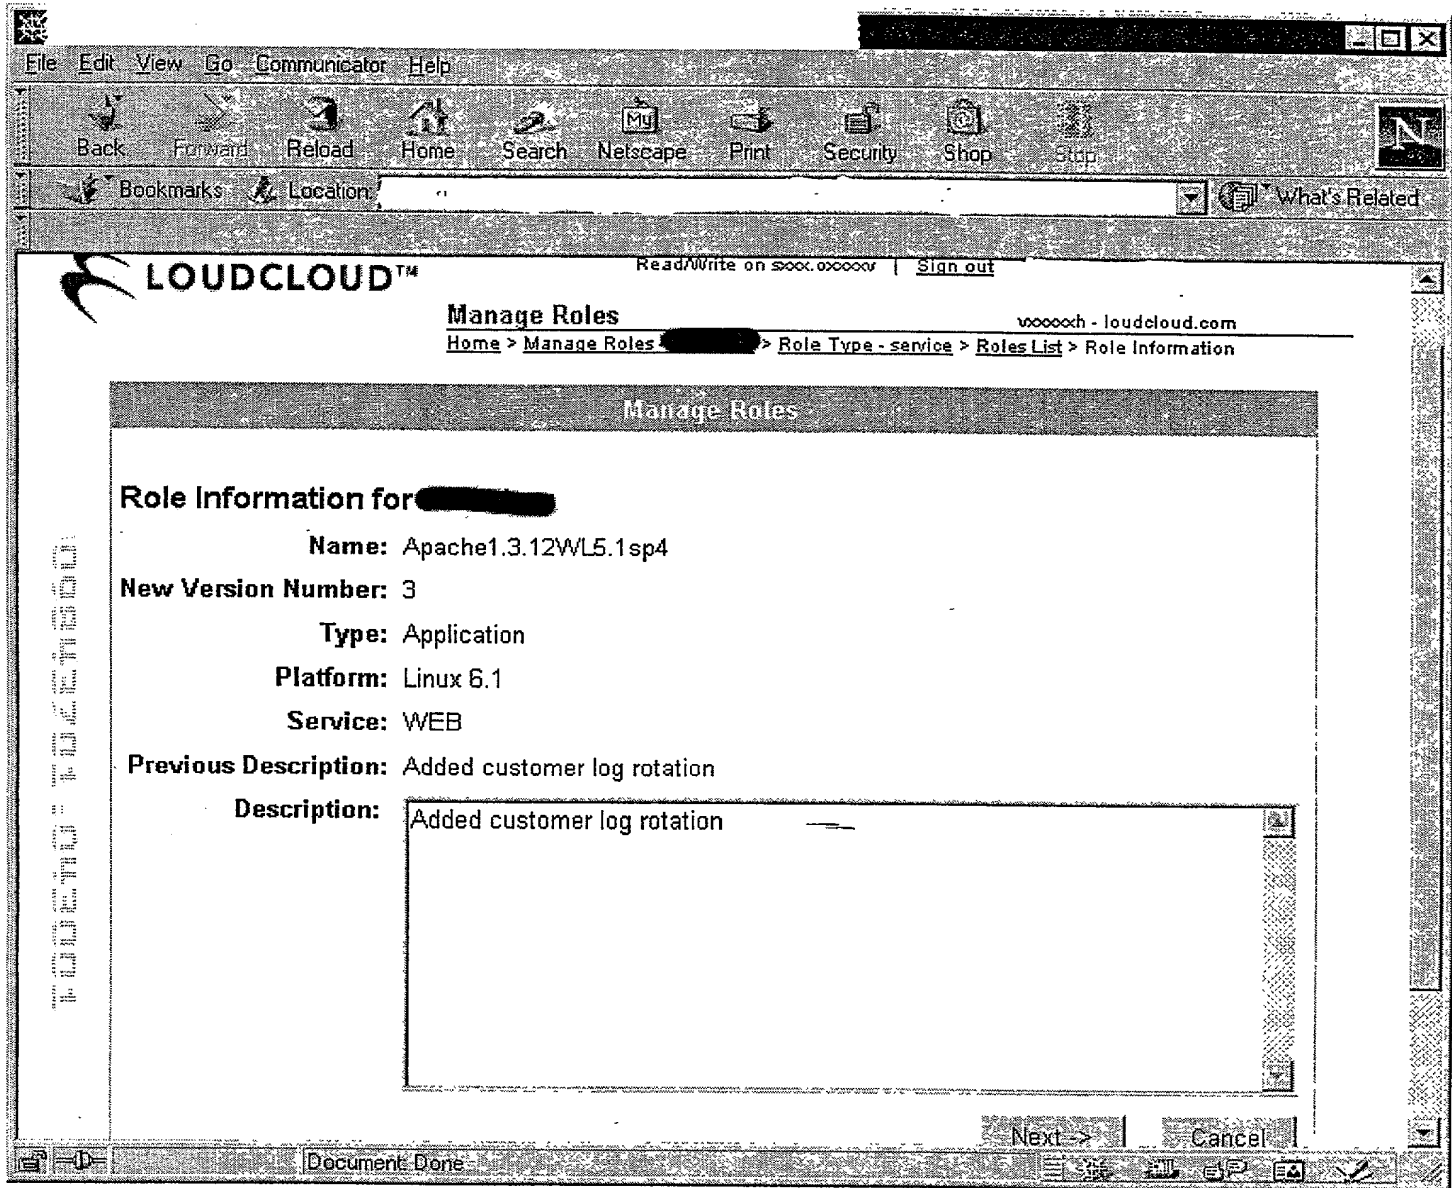 File Edit View Go Communicator Help
Back Forward Reload Home Search Netscape Print Security Shop Stop
My
N
Bookmarks Location: What's Related
LOUDCLOUD™
Read/Write on | Sign out
Manage Roles
- loudcloud.com
Home > Manage Roles > Role Type - service > Roles List > Role Information
Manage Roles
Role Information for
Name: Apache1.3.12WL5.1sp4
New Version Number: 3
Type: Application
Platform: Linux 6.1
Service: WEB
Previous Description: Added customer log rotation
Description: Added customer log rotation
Next -> Cancel
Document: Done